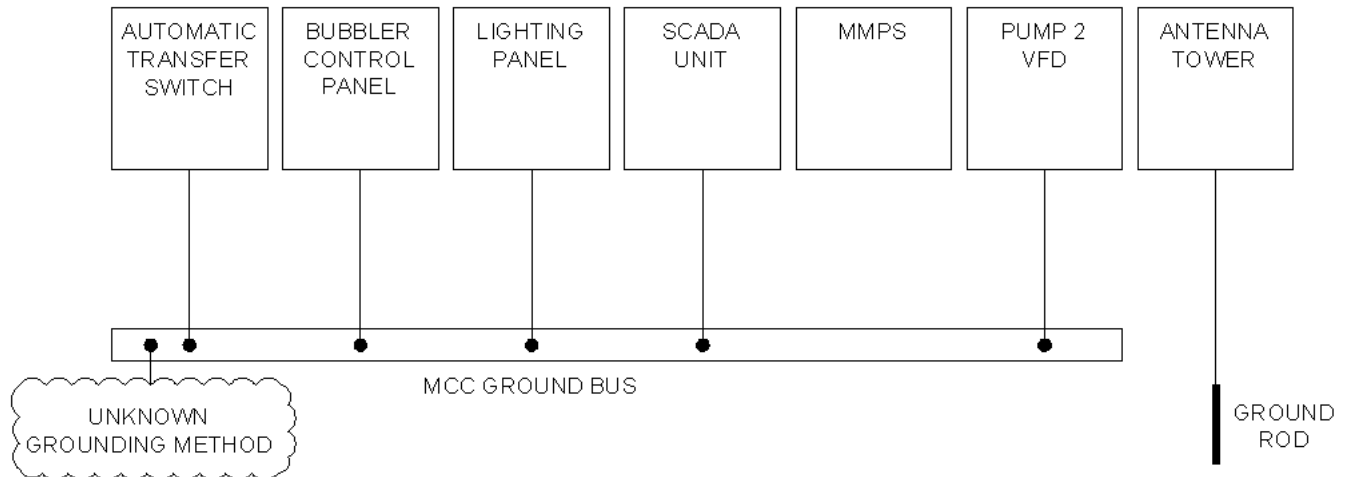 AUTOMATIC
TRANSFER
SWITCH
BUBBLER
CONTROL
PANEL
LIGHTING
PANEL
SCADA
UNIT
MMPS
PUMP 2
VFD
ANTENNA
TOWER
MCC GROUND BUS
UNKNOWN
GROUNDING METHOD
GROUND
ROD